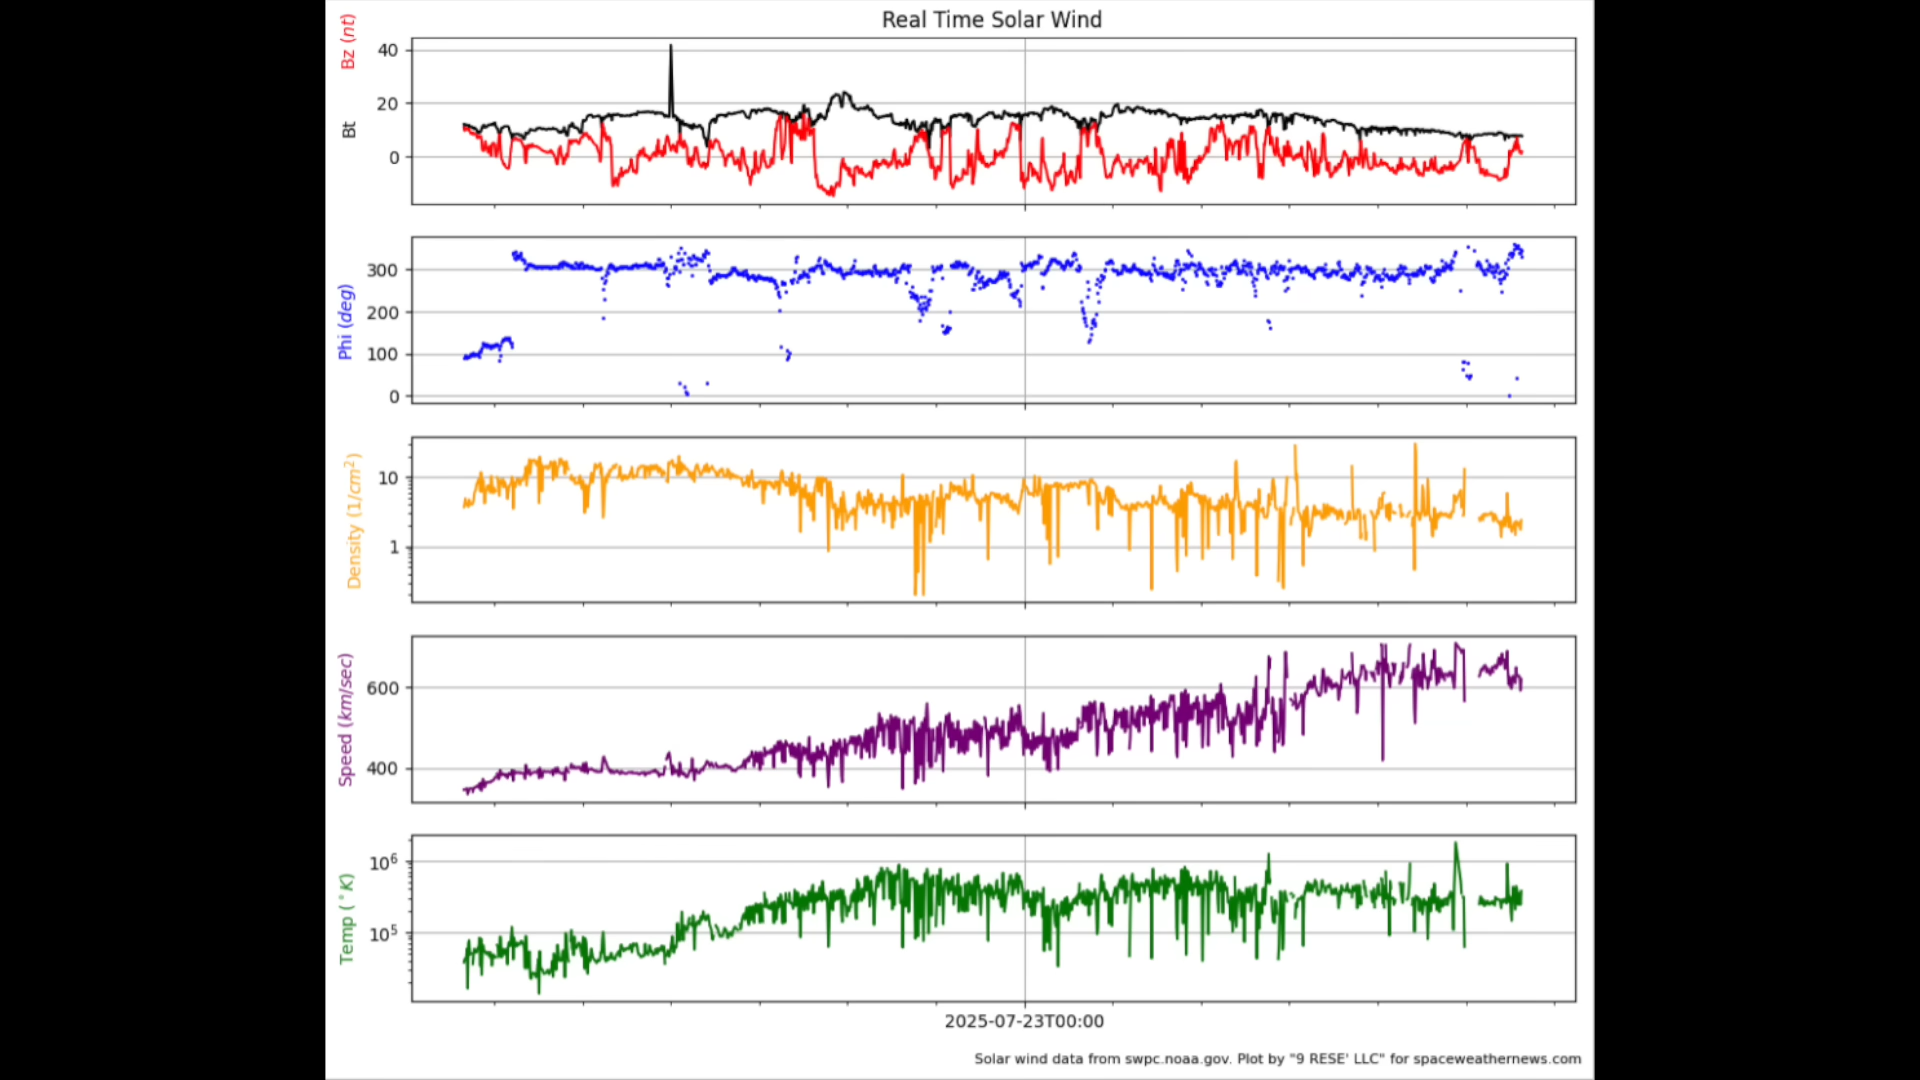 Real Time Solar Wind
Bz (nt)
Bt
40
20
0
Phi (deg)
300
200
100
0
Density (1/cm²)
10
1
Speed (km/sec)
600
400
Temp (°K)
10⁶
10⁵
2025-07-23T00:00
Solar wind data from swpc.noaa.gov. Plot by "9 RESE' LLC" for spaceweathernews.com